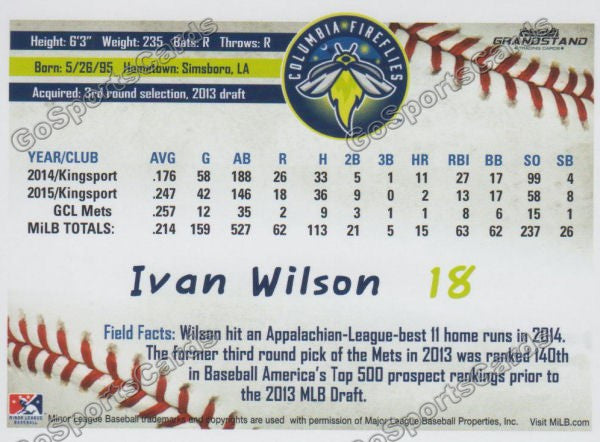 Height: 6'3" Weight: 235 Bats: R Throws: R
Born: 5/26/95 Hometown: Simsboro, LA
Acquired: 3rd round selection, 2013 draft
COLUMBIA FIREFLIES
GRANDSTAND
TRADING CARDS
YEAR/CLUB AVG G AB R H 2B 3B HR RBI BB SO SB
2014/Kingsport .176 58 188 26 33 5 1 11 27 17 99 4
2015/Kingsport .247 42 146 18 36 9 0 2 13 17 58 8
GCL Mets .257 12 35 2 9 3 1 1 8 6 15 1
MiLB TOTALS: .214 159 527 62 113 21 5 15 63 62 237 26
Ivan Wilson 18
Field Facts: Wilson hit an Appalachian-League-best 11 home runs in 2014.
The former third round pick of the Mets in 2013 was ranked 140th
in Baseball America's Top 500 prospect rankings prior to
the 2013 MLB Draft.
MINOR LEAGUE
BASEBALL
Minor League Baseball trademarks and copyrights are used with permission of Major League Baseball Properties, Inc. Visit MiLB.com
GoSportsCards